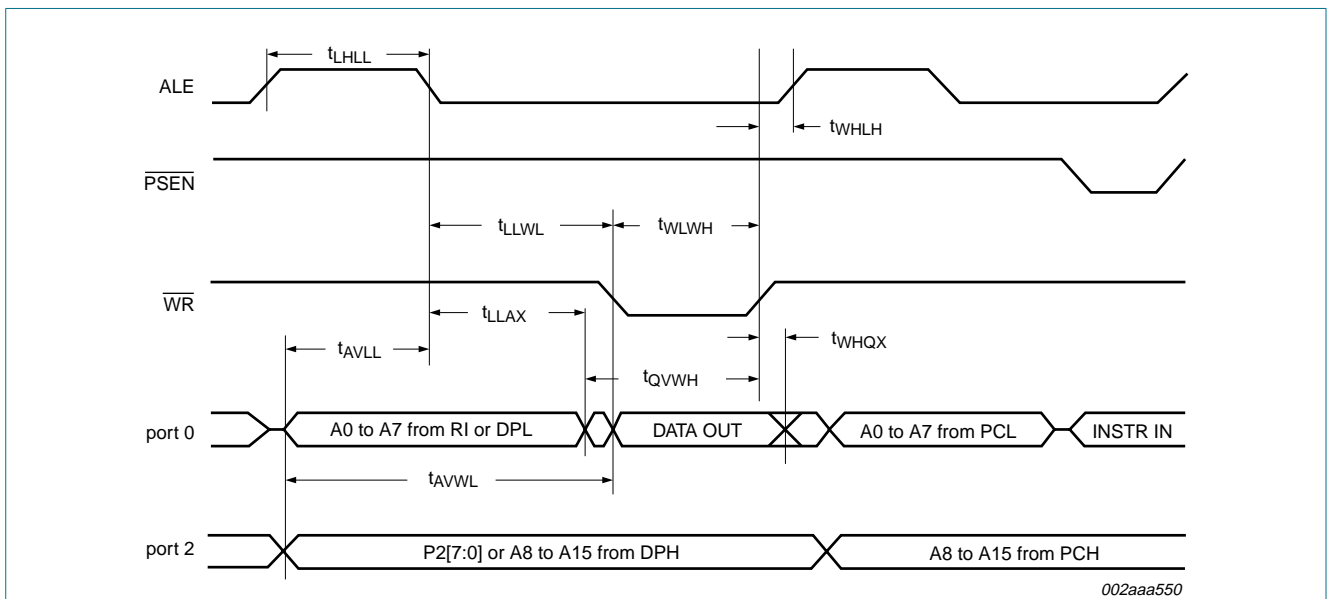 tLHLL
ALE
tWHLH
PSEN
tLLWL
tWLWH
WR
tLLAX
tWHQX
tAVLL
tQVWH
port 0
A0 to A7 from RI or DPL
DATA OUT
A0 to A7 from PCL
INSTR IN
tAVWL
port 2
P2[7:0] or A8 to A15 from DPH
A8 to A15 from PCH
002aaa550